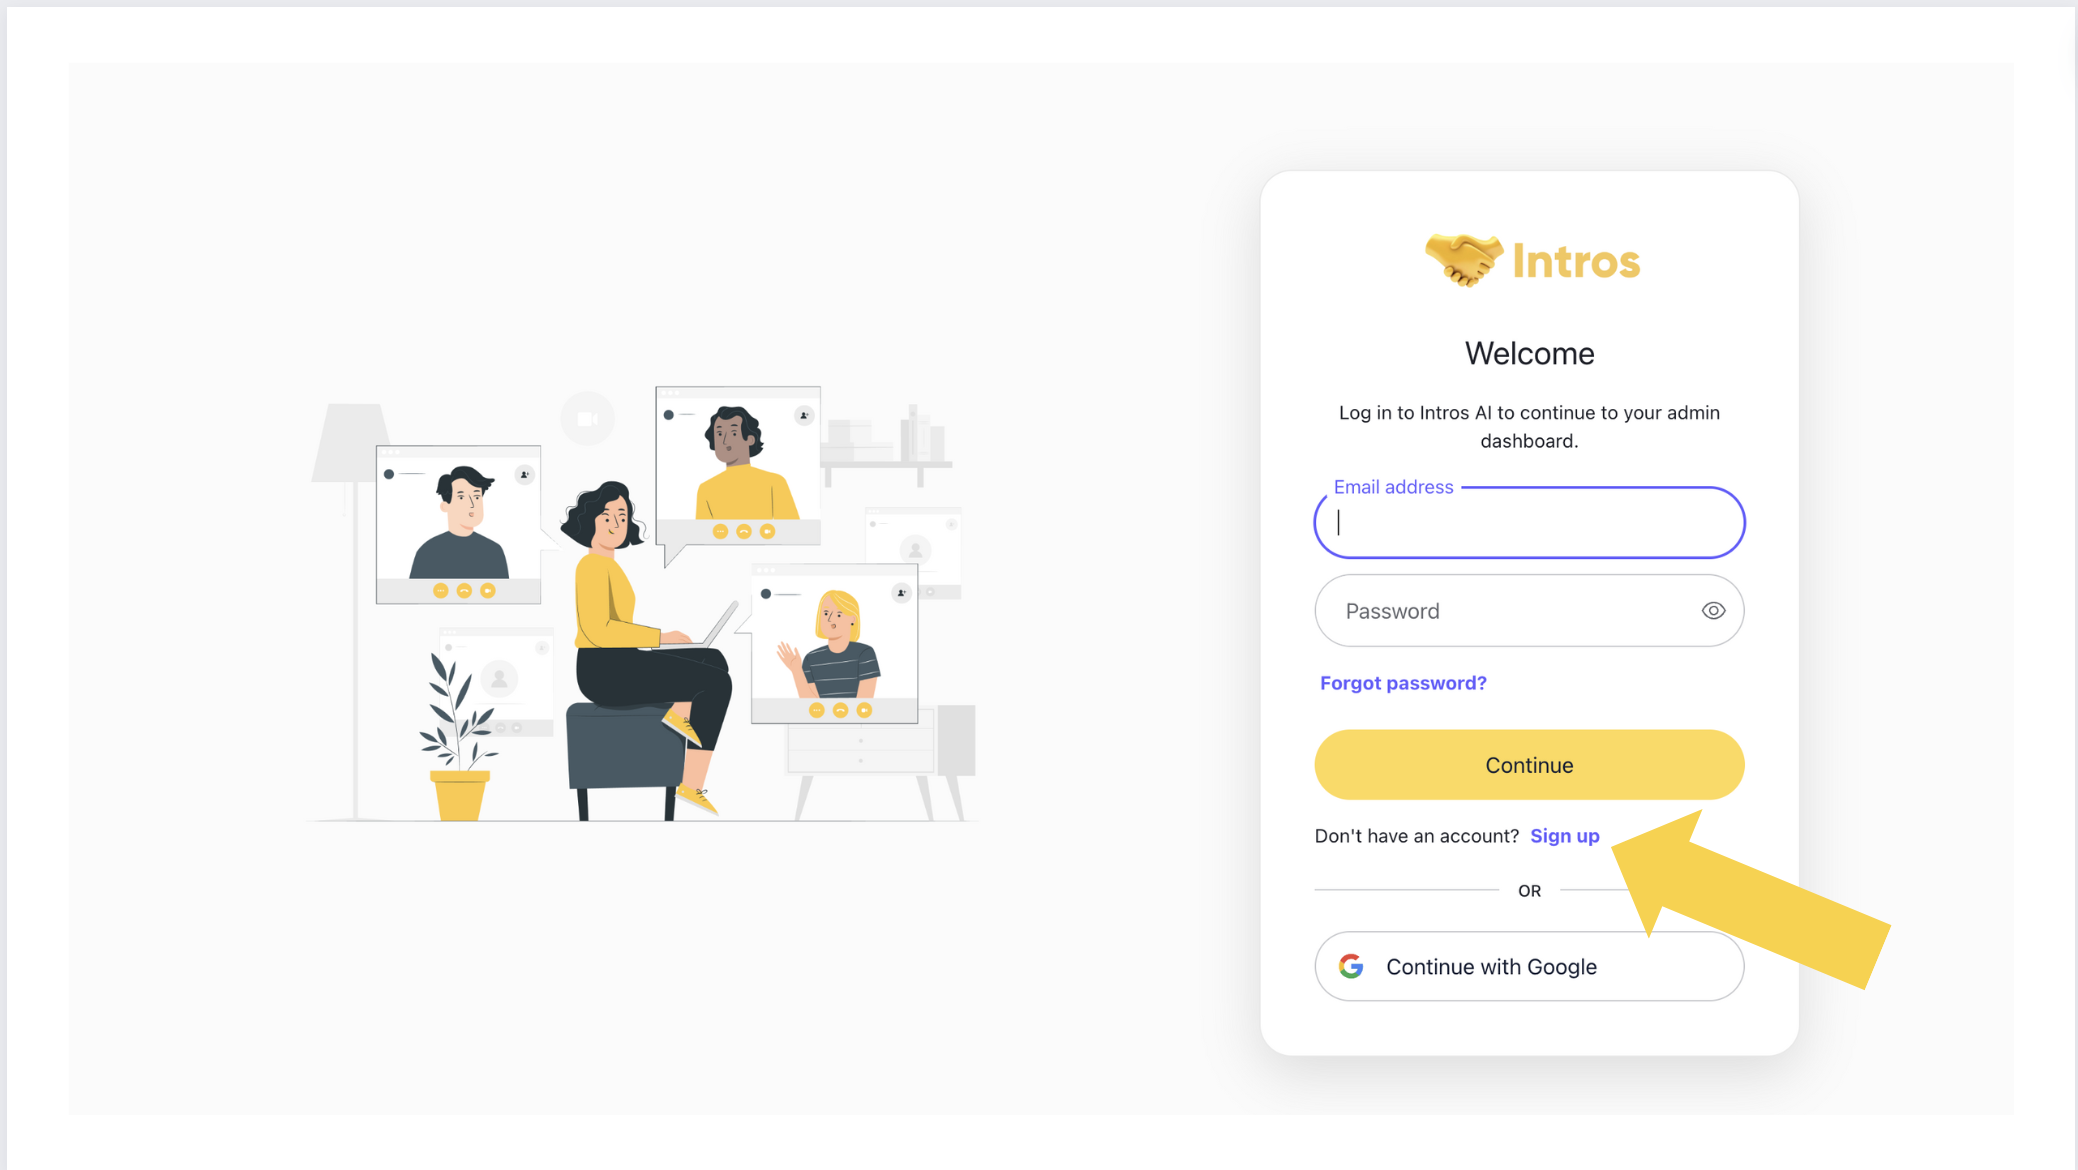 Intros
Welcome
Log in to Intros AI to continue to your admin
dashboard.
Email address
Password
Forgot password?
Continue
Don't have an account? Sign up
OR
Continue with Google